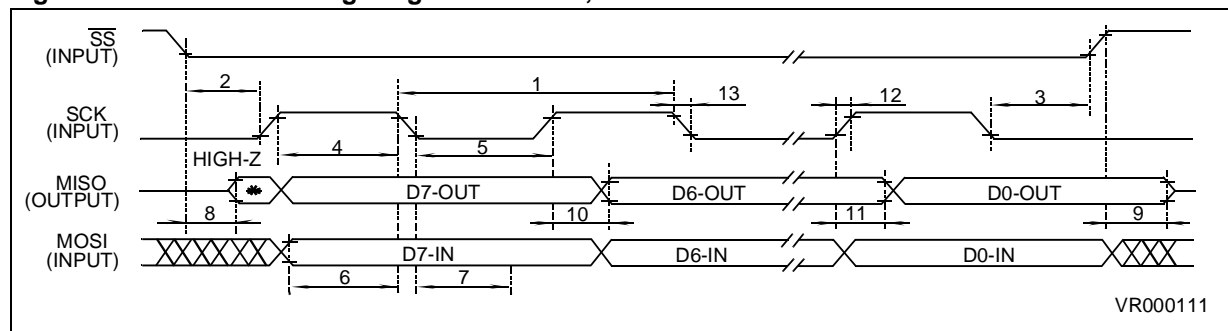 SS
(INPUT)
2
1
13
12
3
SCK
(INPUT)
4
5
HIGH-Z
MISO
(OUTPUT)
D7-OUT
D6-OUT
D0-OUT
8
10
11
9
MOSI
(INPUT)
D7-IN
D6-IN
D0-IN
6
7
VR000111